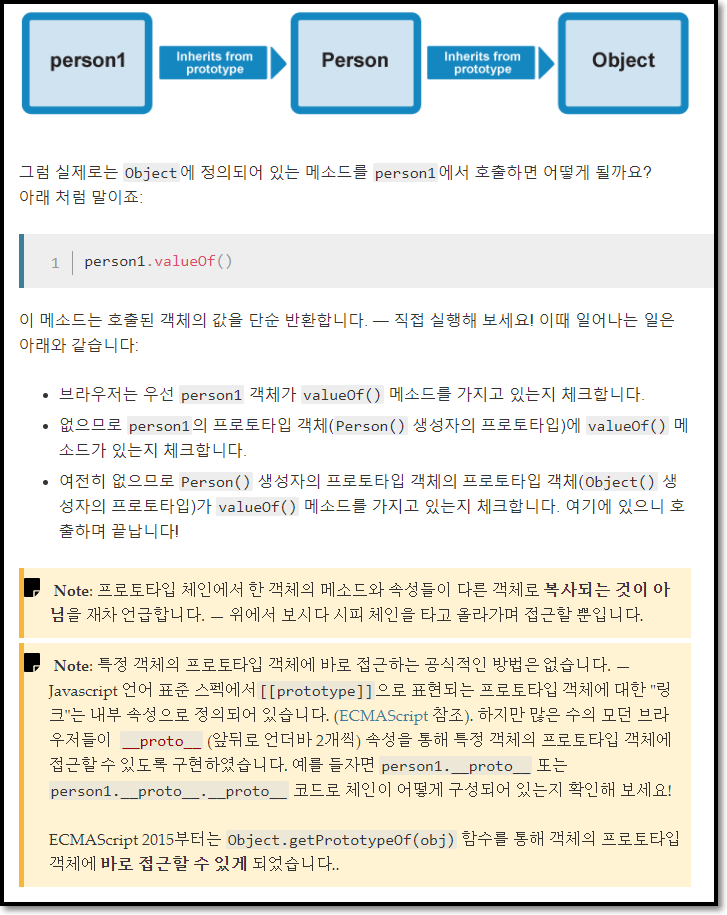 person1
Inherits from
prototype
Person
Inherits from
prototype
Object
그럼 실제로는 Object에 정의되어 있는 메소드를 person1에서 호출하면 어떻게 될까요?
아래 처럼 말이죠:
1 person1.valueOf()
이 메소드는 호출된 객체의 값을 단순 반환합니다. — 직접 실행해 보세요! 이때 일어나는 일은
아래와 같습니다:
• 브라우저는 우선 person1 객체가 valueOf() 메소드를 가지고 있는지 체크합니다.
• 없으므로 person1의 프로토타입 객체(Person() 생성자의 프로토타입)에 valueOf() 메
소드가 있는지 체크합니다.
• 여전히 없으므로 Person() 생성자의 프로토타입 객체의 프로토타입 객체(Object() 생
성자의 프로토타입)가 valueOf() 메소드를 가지고 있는지 체크합니다. 여기에 있으니 호
출하며 끝납니다!
Note: 프로토타입 체인에서 한 객체의 메소드와 속성들이 다른 객체로 복사되는 것이 아
님을 재차 언급합니다. — 위에서 보시다 시피 체인을 타고 올라가며 접근할 뿐입니다.
Note: 특정 객체의 프로토타입 객체에 바로 접근하는 공식적인 방법은 없습니다. —
Javascript 언어 표준 스펙에서 [[prototype]]으로 표현되는 프로토타입 객체에 대한 "링
크"는 내부 속성으로 정의되어 있습니다. (ECMAScript 참조). 하지만 많은 수의 모던 브라
우저들이 __proto__ (앞뒤로 언더바 2개씩) 속성을 통해 특정 객체의 프로토타입 객체에
접근할 수 있도록 구현하였습니다. 예를 들자면 person1.__proto__ 또는
person1.__proto__.__proto__ 코드로 체인이 어떻게 구성되어 있는지 확인해 보세요!
ECMAScript 2015부터는 Object.getPrototypeOf(obj) 함수를 통해 객체의 프로토타입
객체에 바로 접근할 수 있게 되었습니다..